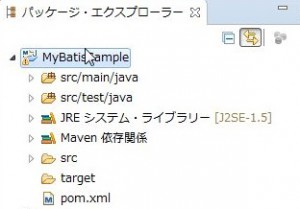 パッケージ・エクスプローラー
MyBatisSample
src/main/java
src/test/java
JRE システム・ライブラリー [J2SE-1.5]
Maven 依存関係
src
target
pom.xml